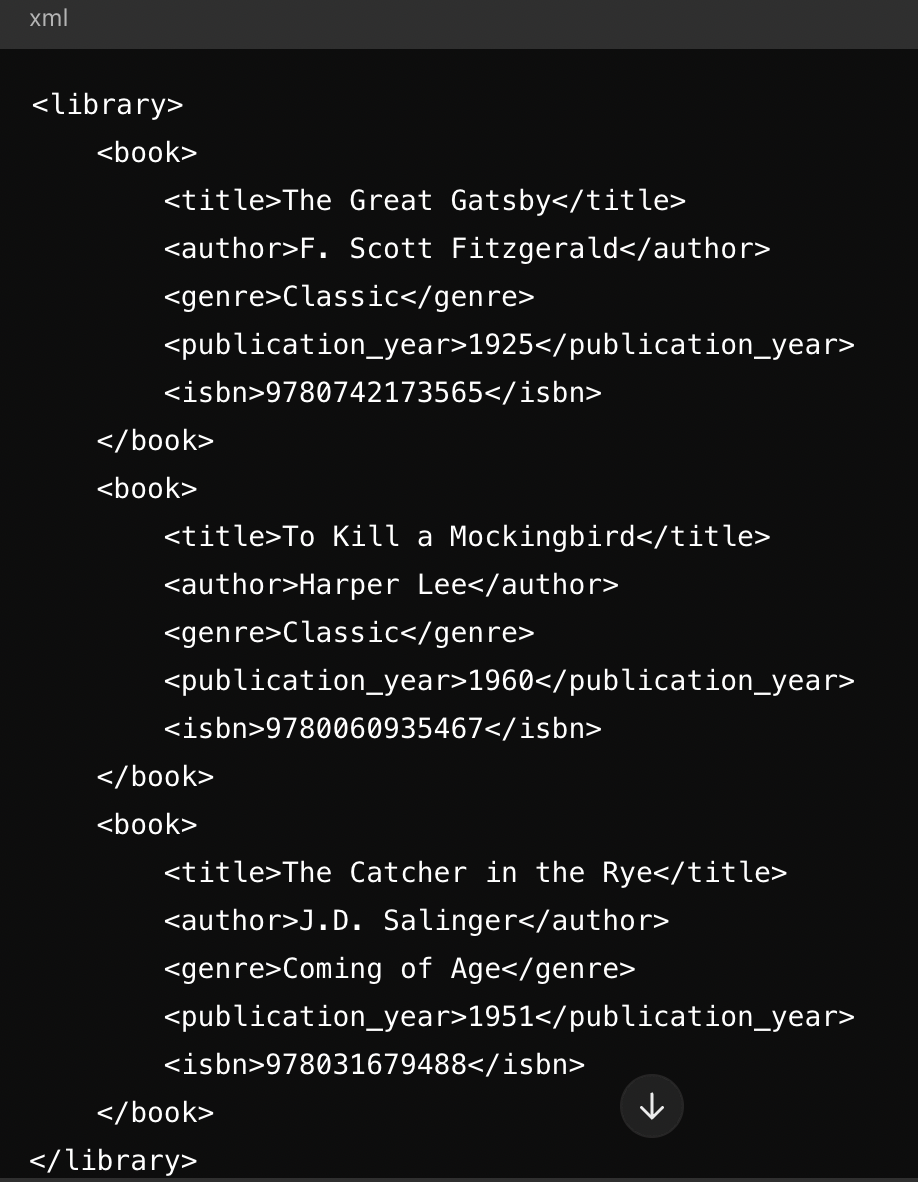 xml
<library>
<book>
<title>The Great Gatsby</title>
<author>F. Scott Fitzgerald</author>
<genre>Classic</genre>
<publication_year>1925</publication_year>
<isbn>9780742173565</isbn>
</book>
<book>
<title>To Kill a Mockingbird</title>
<author>Harper Lee</author>
<genre>Classic</genre>
<publication_year>1960</publication_year>
<isbn>9780060935467</isbn>
</book>
<book>
<title>The Catcher in the Rye</title>
<author>J.D. Salinger</author>
<genre>Coming of Age</genre>
<publication_year>1951</publication_year>
<isbn>978031679488</isbn>
</book>
</library>